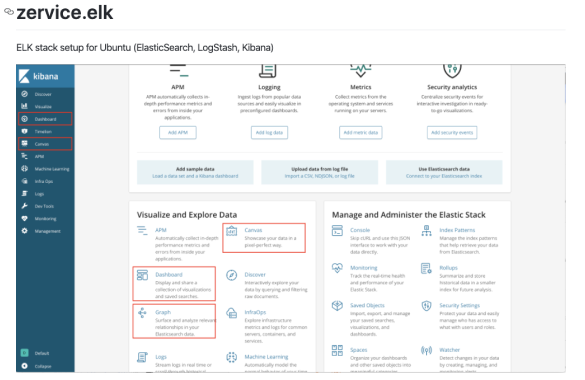 zervice.elk
ELK stack setup for Ubuntu (ElasticSearch, LogStash, Kibana)
kibana
Discover
Visualize
Dashboard
Timelion
Canvas
APM
Machine Learning
Infra Ops
Logs
Dev Tools
Monitoring
Management
Default
Collapse
APM
APM automatically collects in-
depth performance metrics and
errors from inside your
applications.
Add APM
Logging
Ingest logs from popular data
sources and easily visualize in
preconfigured dashboards.
Add log data
Metrics
Collect metrics from the
operating system and services
running on your servers.
Add metric data
Security analytics
Centralize security events for
interactive investigation in ready-
to-go visualizations.
Add security events
Add sample data
Load a data set and a Kibana dashboard
Upload data from log file
Import a CSV, NDJSON, or log file
Use Elasticsearch data
Connect to your Elasticsearch index
Visualize and Explore Data
APM
Automatically collect in-depth
performance metrics and
errors from inside your
applications.
Canvas
Showcase your data in a
pixel-perfect way.
Dashboard
Display and share a
collection of visualizations
and saved searches.
Discover
Interactively explore your
data by querying and filtering
raw documents.
Graph
Surface and analyze relevant
relationships in your
Elasticsearch data.
InfraOps
Explore infrastructure
metrics and logs for common
servers, containers, and
services.
Logs
Stream logs in real time or
Machine Learning
Automatically model the
Manage and Administer the Elastic Stack
Console
Skip cURL and use this JSON
interface to work with your
data directly.
Index Patterns
Manage the index patterns
that help retrieve your data
from Elasticsearch.
Monitoring
Track the real-time health
and performance of your
Elastic Stack.
Rollups
Summarize and store
historical data in a smaller
index for future analysis.
Saved Objects
Import, export, and manage
your saved searches,
visualizations, and
dashboards.
Security Settings
Protect your data and easily
manage who has access to
what with users and roles.
Spaces
Organize your dashboards
and other saved objects into
Watcher
Detect changes in your data
by creating, managing, and